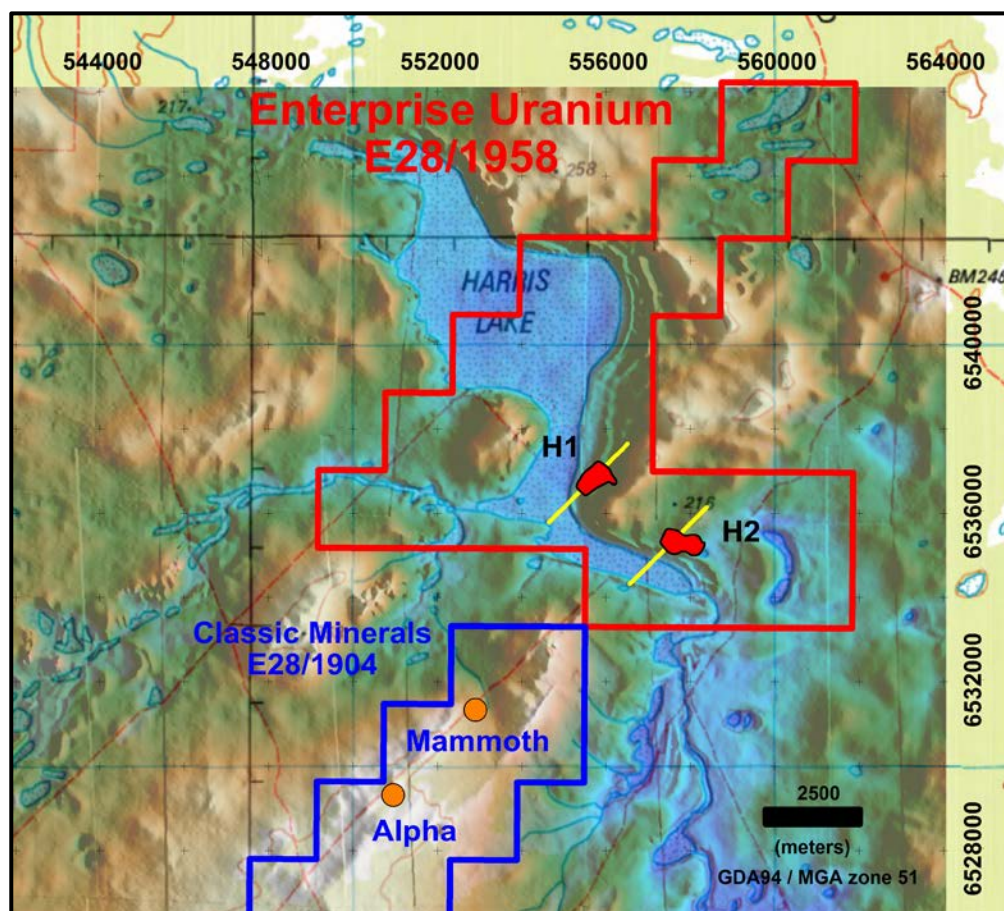 544000
548000
552000
556000
560000
564000
217
Enterprise Uranium
E28/1958
258
HARRIS
LAKE
BM248
6540000
H1
216
6536000
H2
Classic Minerals
E28/1904
6532000
Mammoth
Alpha
2500
(meters)
GDA94 / MGA zone 51
6528000